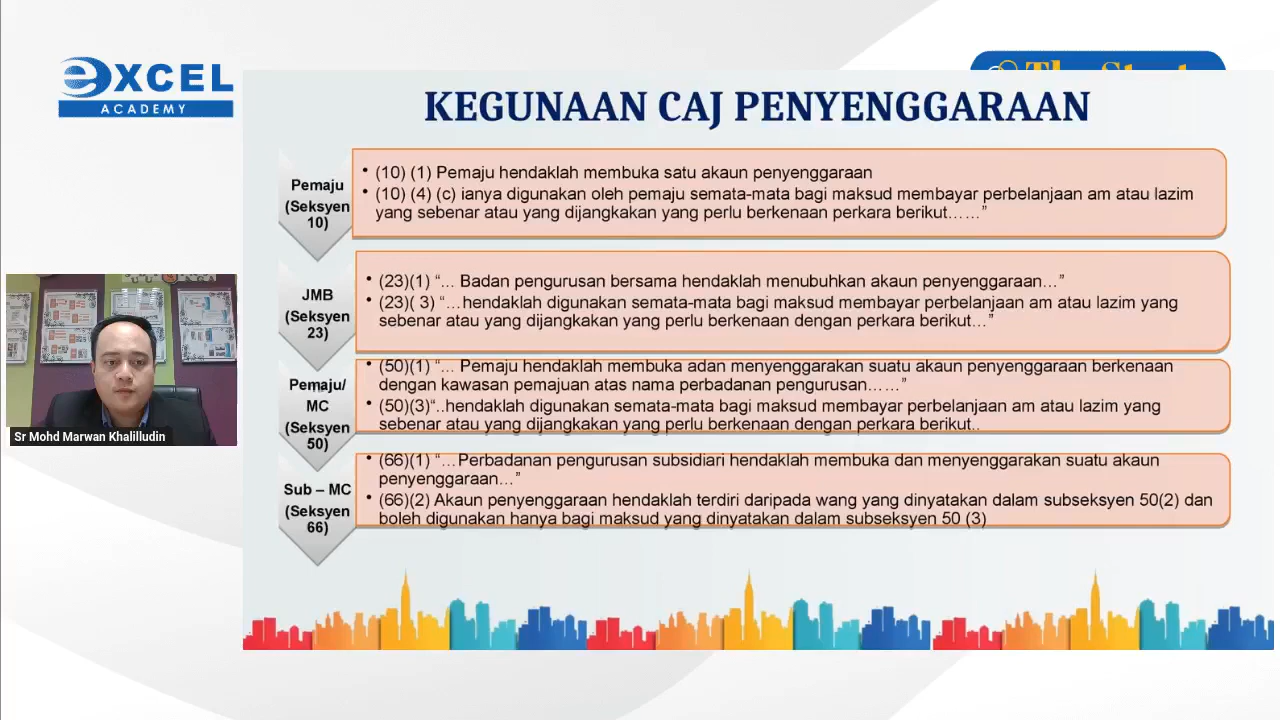 eXCEL
ACADEMY
KEGUNAAN CAJ PENYENGGARAAN
Pemaju
(Seksyen
10)
• (10) (1) Pemaju hendaklah membuka satu akaun penyenggaraan
• (10) (4) (c) ianya digunakan oleh pemaju semata-mata bagi maksud membayar perbelanjaan am atau lazim
yang sebenar atau yang dijangkakan yang perlu berkenaan perkara berikut……”
JMB
(Seksyen
23)
• (23)(1) “… Badan pengurusan bersama hendaklah menubuhkan akaun penyenggaraan…”
• (23)( 3) “…hendaklah digunakan semata-mata bagi maksud membayar perbelanjaan am atau lazim yang
sebenar atau yang dijangkakan yang perlu berkenaan dengan perkara berikut…”
Pemaju/
MC
(Seksyen
50)
• (50)(1) “… Pemaju hendaklah membuka adan menyenggarakan suatu akaun penyenggaraan berkenaan
dengan kawasan pemajuan atas nama perbadanan pengurusan……”
• (50)(3)“..hendaklah digunakan semata-mata bagi maksud membayar perbelanjaan am atau lazim yang
sebenar atau yang dijangkakan yang perlu berkenaan dengan perkara berikut..
Sub – MC
(Seksyen
66)
• (66)(1) “…Perbadanan pengurusan subsidiari hendaklah membuka dan menyenggarakan suatu akaun
penyenggaraan…”
• (66)(2) Akaun penyenggaraan hendaklah terdiri daripada wang yang dinyatakan dalam subseksyen 50(2) dan
boleh digunakan hanya bagi maksud yang dinyatakan dalam subseksyen 50 (3)
Sr Mohd Marwan Khalilludin